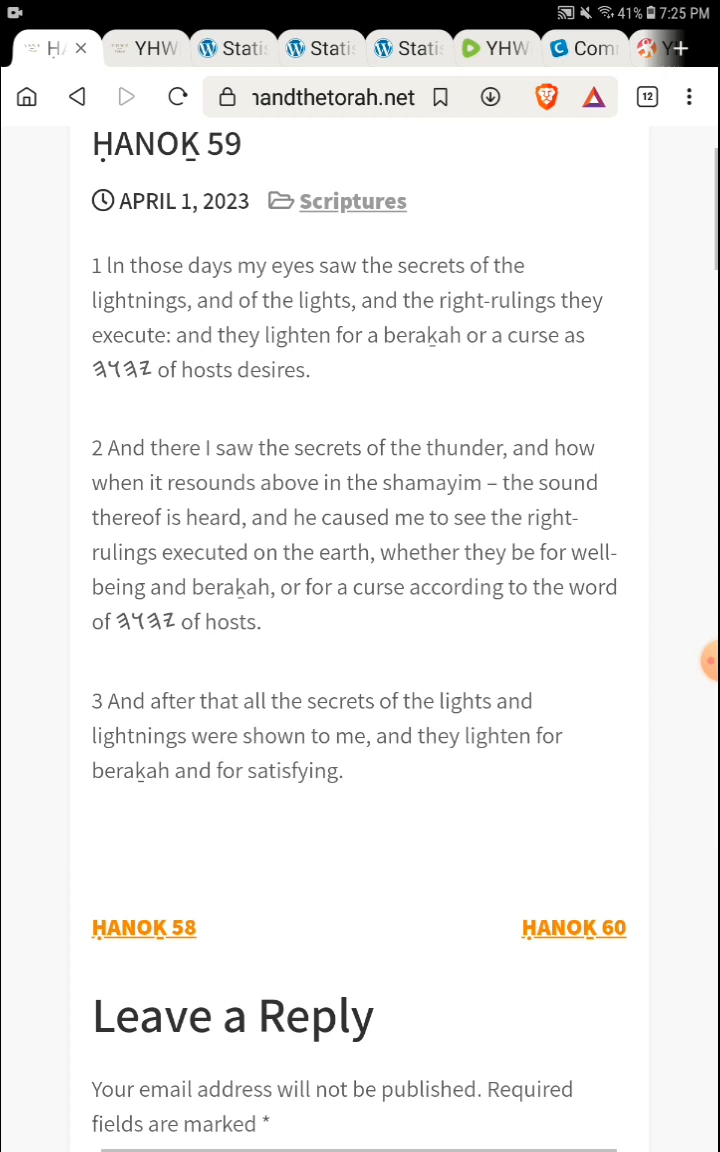 41% 7:25 PM
YHW
Stati
Stati
Stati
YHW
Com
handthetorah.net
12
ḤANOḴ 59
APRIL 1, 2023 Scriptures
1 In those days my eyes saw the secrets of the
lightnings, and of the lights, and the right-rulings they
execute: and they lighten for a beraḵah or a curse as
𐤉𐤄𐤅𐤄 of hosts desires.
2 And there I saw the secrets of the thunder, and how
when it resounds above in the shamayim – the sound
thereof is heard, and he caused me to see the right-
rulings executed on the earth, whether they be for well-
being and beraḵah, or for a curse according to the word
of 𐤉𐤄𐤅𐤄 of hosts.
3 And after that all the secrets of the lights and
lightnings were shown to me, and they lighten for
beraḵah and for satisfying.
ḤANOḴ 58
ḤANOḴ 60
Leave a Reply
Your email address will not be published. Required
fields are marked *